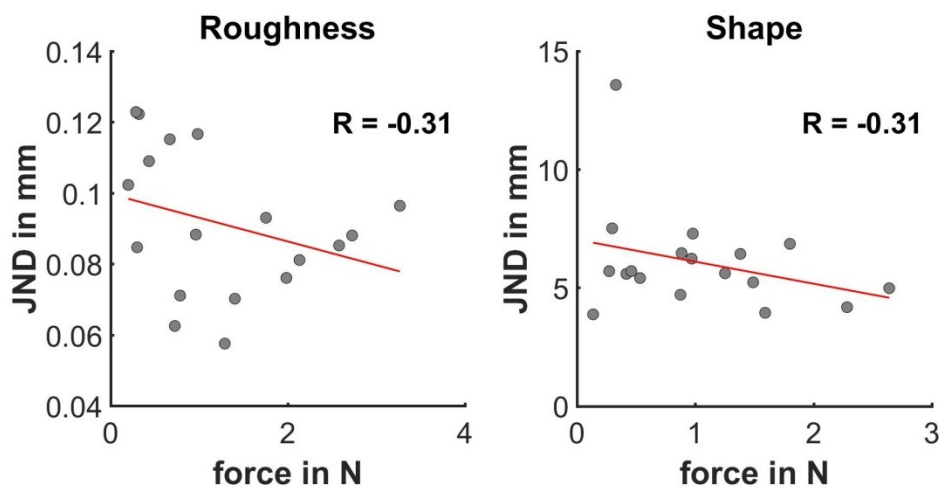 Roughness
0.14
0.12
0.1
0.08
0.06
0.04
JND in mm
R = -0.31
0
2
4
force in N
Shape
15
10
5
0
JND in mm
R = -0.31
0
1
2
3
force in N